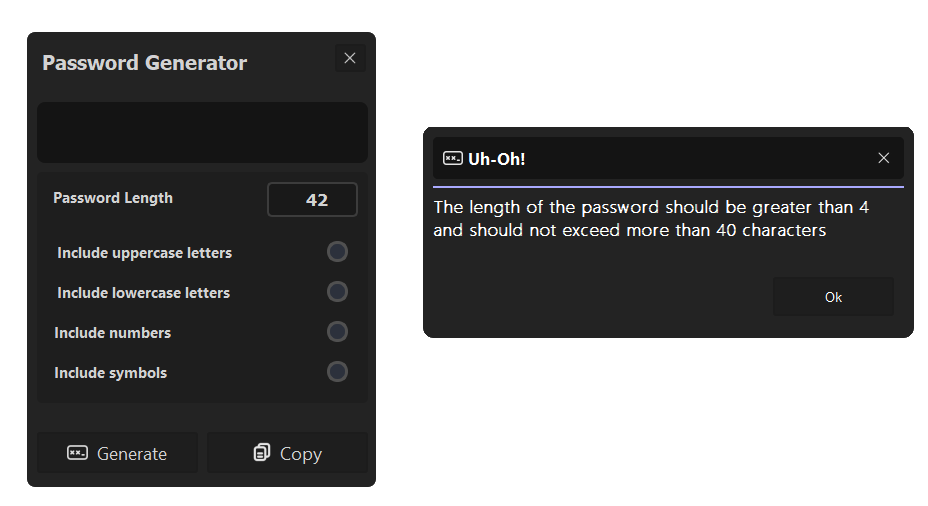 Password Generator
Password Length
42
Include uppercase letters
Include lowercase letters
Include numbers
Include symbols
Generate
Copy
Uh-Oh!
The length of the password should be greater than 4
and should not exceed more than 40 characters
Ok